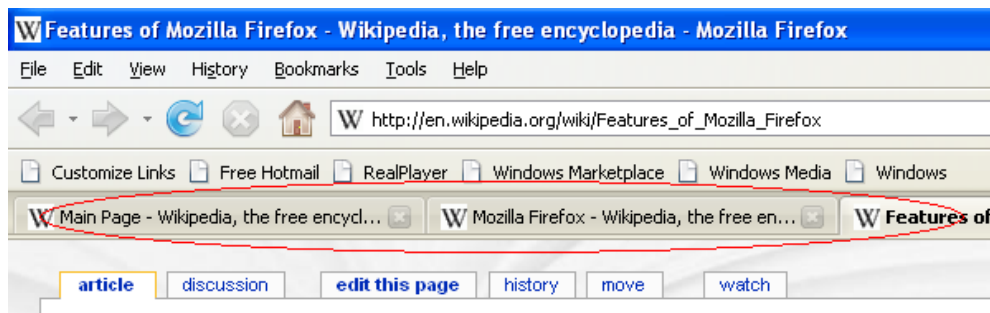 W Features of Mozilla Firefox - Wikipedia, the free encyclopedia - Mozilla Firefox
File Edit View History Bookmarks Tools Help
W http://en.wikipedia.org/wiki/Features_of_Mozilla_Firefox
Customize Links Free Hotmail RealPlayer Windows Marketplace Windows Media Windows
W Main Page - Wikipedia, the free encycl... W Mozilla Firefox - Wikipedia, the free en... W Features of
article discussion edit this page history move watch